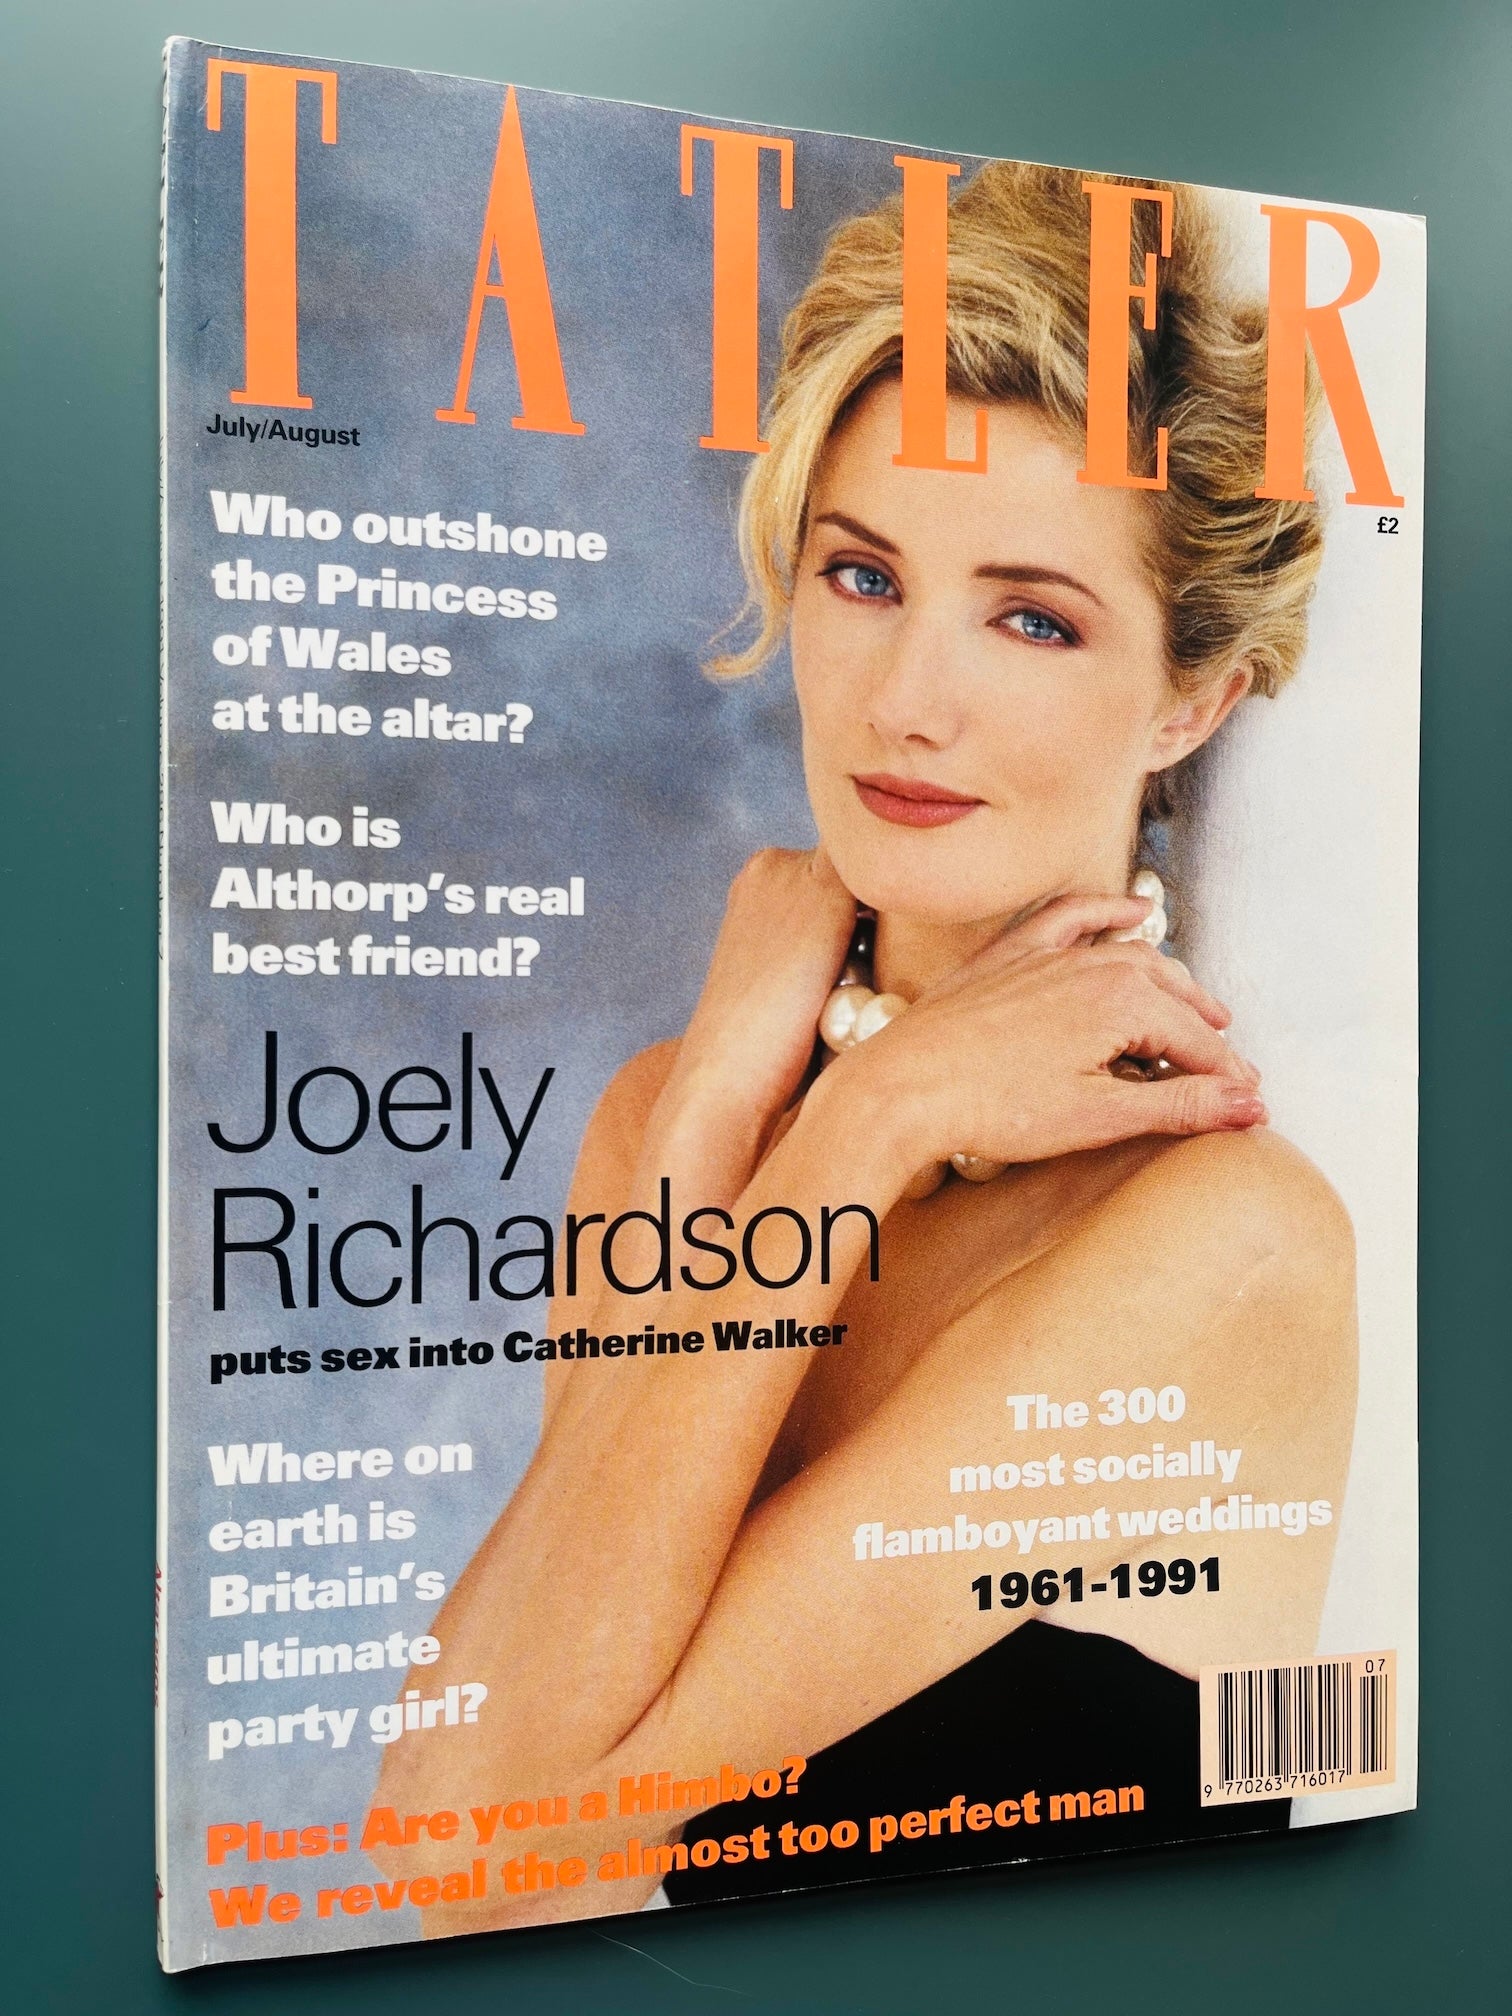 TATLER
July/August
£2
Who outshone
the Princess
of Wales
at the altar?
Who is
Althorp's real
best friend?
Joely
Richardson
puts sex into Catherine Walker
Where on
earth is
Britain's
ultimate
party girl?
The 300
most socially
flamboyant weddings
1961-1991
Plus: Are you a Himbo?
We reveal the almost too perfect man
07
9 770263 716017